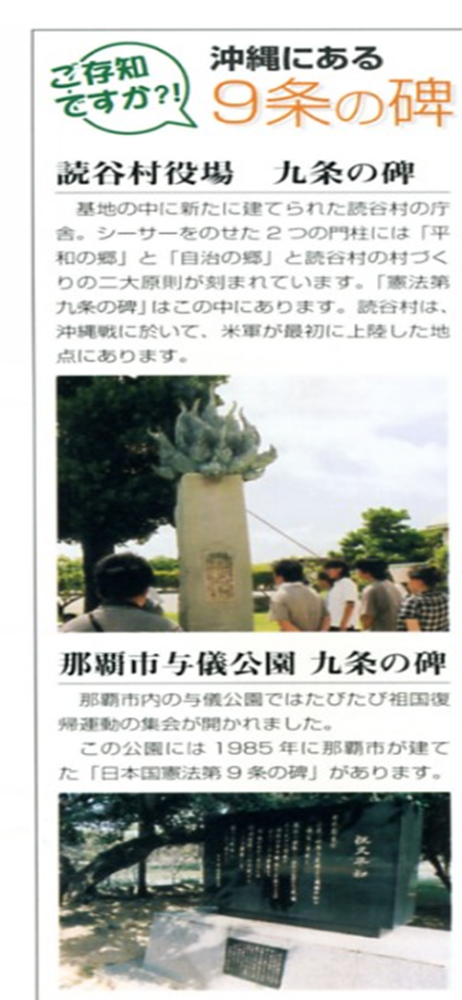 ご存知
ですか?!
沖縄にある
9条の碑
読谷村役場　九条の碑
基地の中に新たに建てられた読谷村の庁
舎。シーサーをのせた2つの門柱には「平
和の郷」と「自治の郷」と読谷村の村づく
りの二大原則が刻まれています。「憲法第
九条の碑」はこの中にあります。読谷村は、
沖縄戦に於いて、米軍が最初に上陸した地
点にあります。
那覇市与儀公園 九条の碑
那覇市内の与儀公園ではたびたび祖国復
帰運動の集会が開かれました。
この公園には1985年に那覇市が建て
た「日本国憲法第9条の碑」があります。